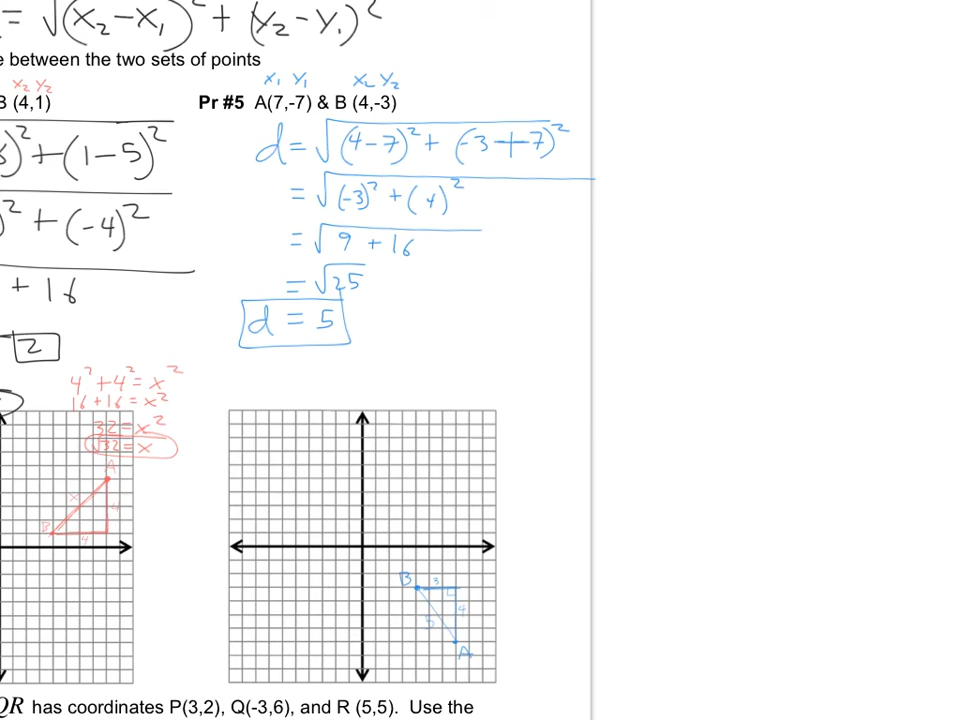 = √(x₂-x₁)² + (y₂-y₁)²
e between the two sets of points
x₂ y₂
B (4,1)
)² + (1-5)²
)² + (-4)²
+ 16
2
x₁ y₁ x₂ y₂
Pr #5 A(7,-7) & B (4,-3)
d = √(4-7)² + (-3+7)²
= √(-3)² + (4)²
= √9 + 16
= √25
d = 5
4² + 4² = x²
16 + 16 = x²
32 = x²
√32 = x
A
x
4
B
4
B
3
4
5
A
QR has coordinates P(3,2), Q(-3,6), and R (5,5). Use the